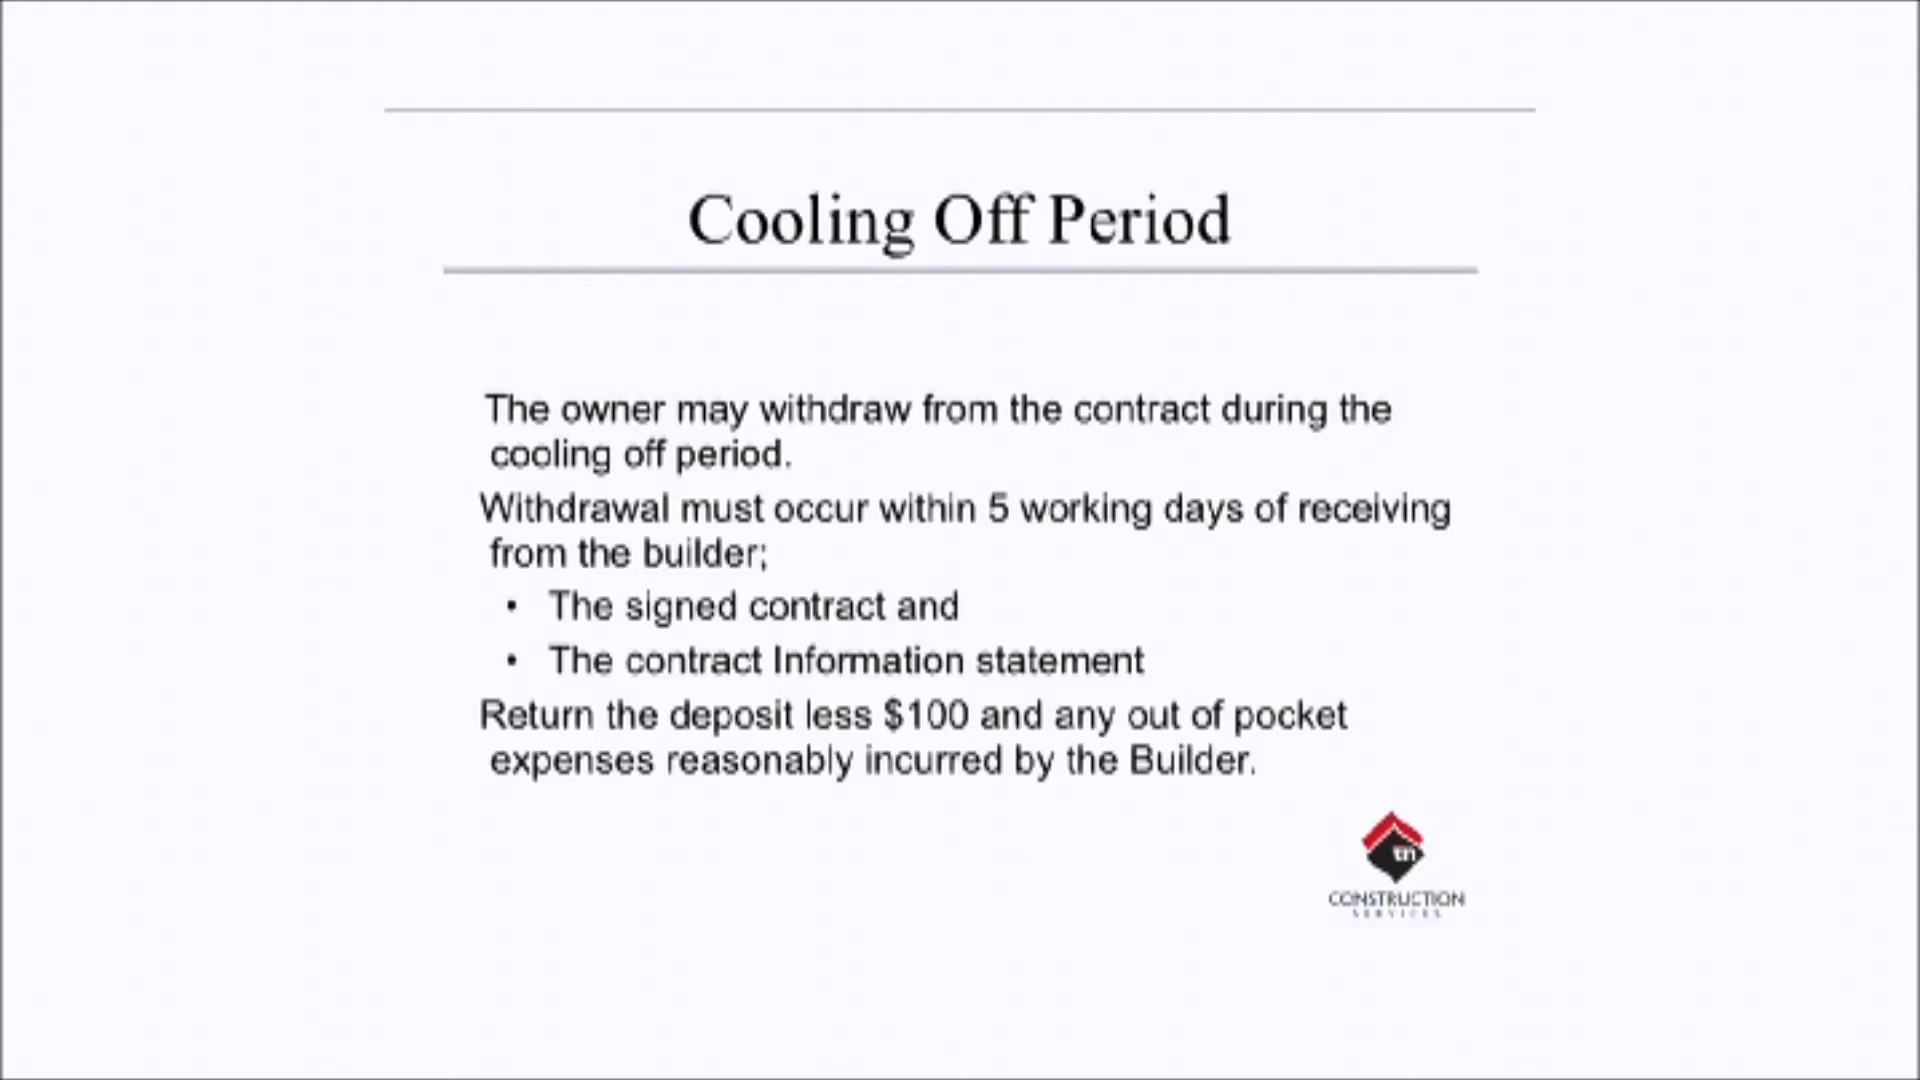 Cooling Off Period
The owner may withdraw from the contract during the
cooling off period.
Withdrawal must occur within 5 working days of receiving
from the builder;
• The signed contract and
• The contract Information statement
Return the deposit less $100 and any out of pocket
expenses reasonably incurred by the Builder.
tn
CONSTRUCTION
SERVICES